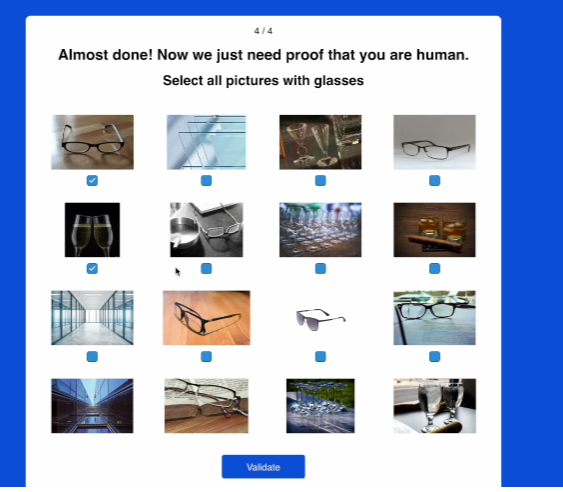 4 / 4
Almost done! Now we just need proof that you are human.
Select all pictures with glasses
Validate